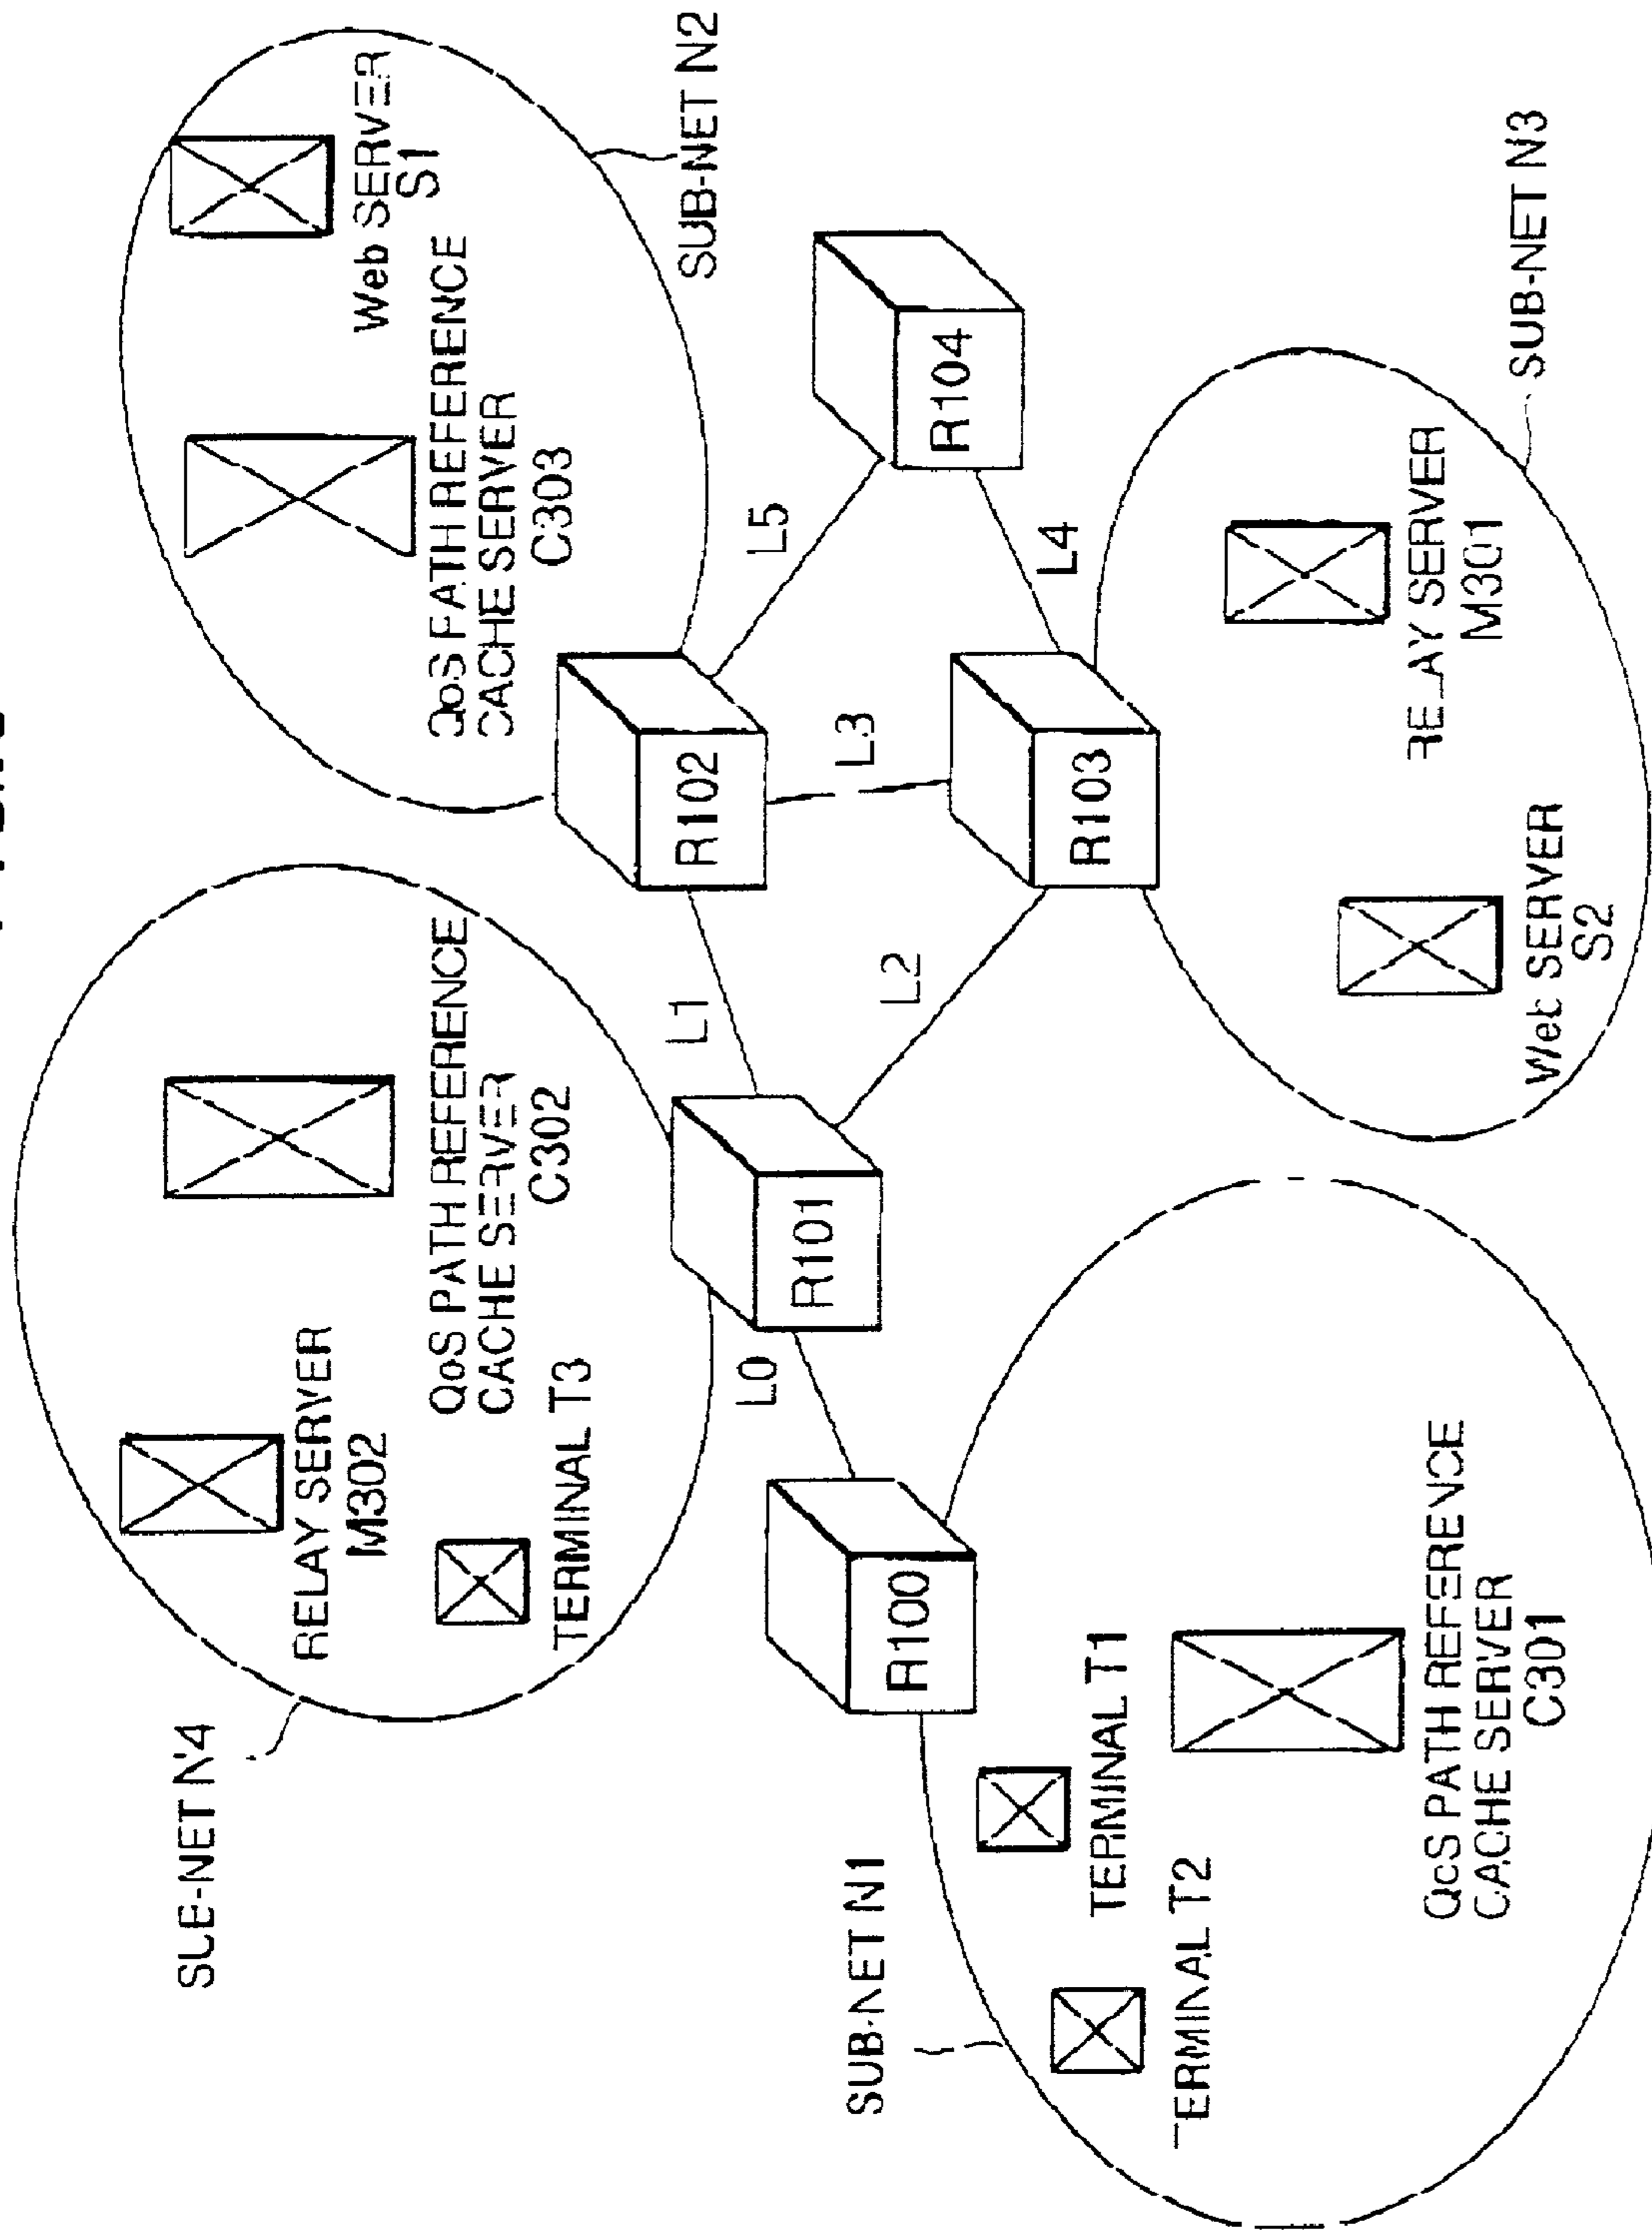 SUB-NET N4
RELAY SERVER
M302
TERMINAL T3
QoS PATH REFERENCE
CACHE SERVER
C302
QoS PATH REFERENCE
CACHE SERVER
C303
Web SERVER
S1
SUB-NET N2
R100
L0
R101
L1
L2
R102
L3
R103
L5
L4
R104
SUB-NET N1
TERMINAL T1
TERMINAL T2
QoS PATH REFERENCE
CACHE SERVER
C301
Web SERVER
S2
RELAY SERVER
M301
SUB-NET N3